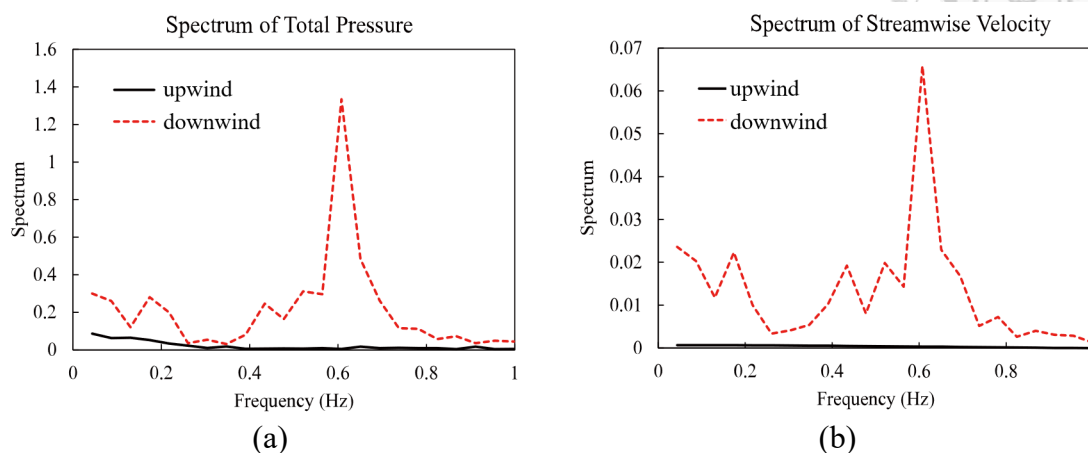 Spectrum of Total Pressure
1.6
1.4
1.2
1
0.8
0.6
0.4
0.2
0
Spectrum
upwind
downwind
0 0.2 0.4 0.6 0.8 1
Frequency (Hz)
(a)
Spectrum of Streamwise Velocity
0.07
0.06
0.05
0.04
0.03
0.02
0.01
0
Spectrum
upwind
downwind
0 0.2 0.4 0.6 0.8
Frequency (Hz)
(b)